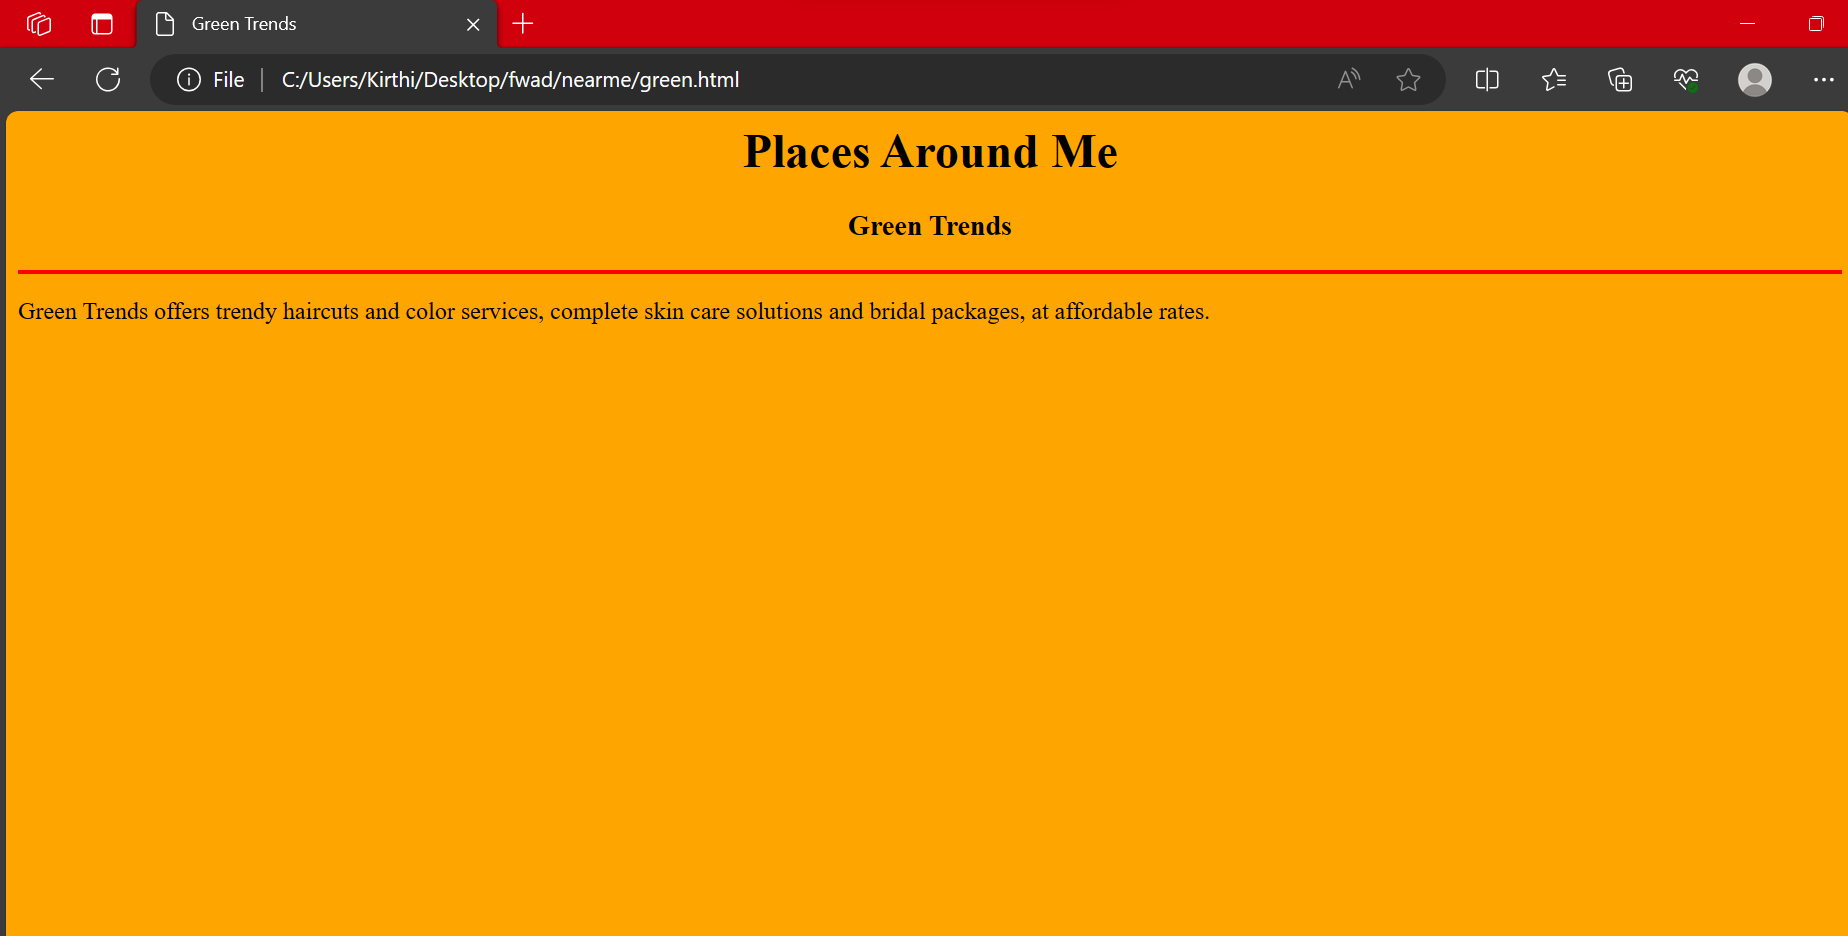 Green Trends
File
C:/Users/Kirthi/Desktop/fwad/nearme/green.html
Places Around Me
Green Trends
Green Trends offers trendy haircuts and color services, complete skin care solutions and bridal packages, at affordable rates.